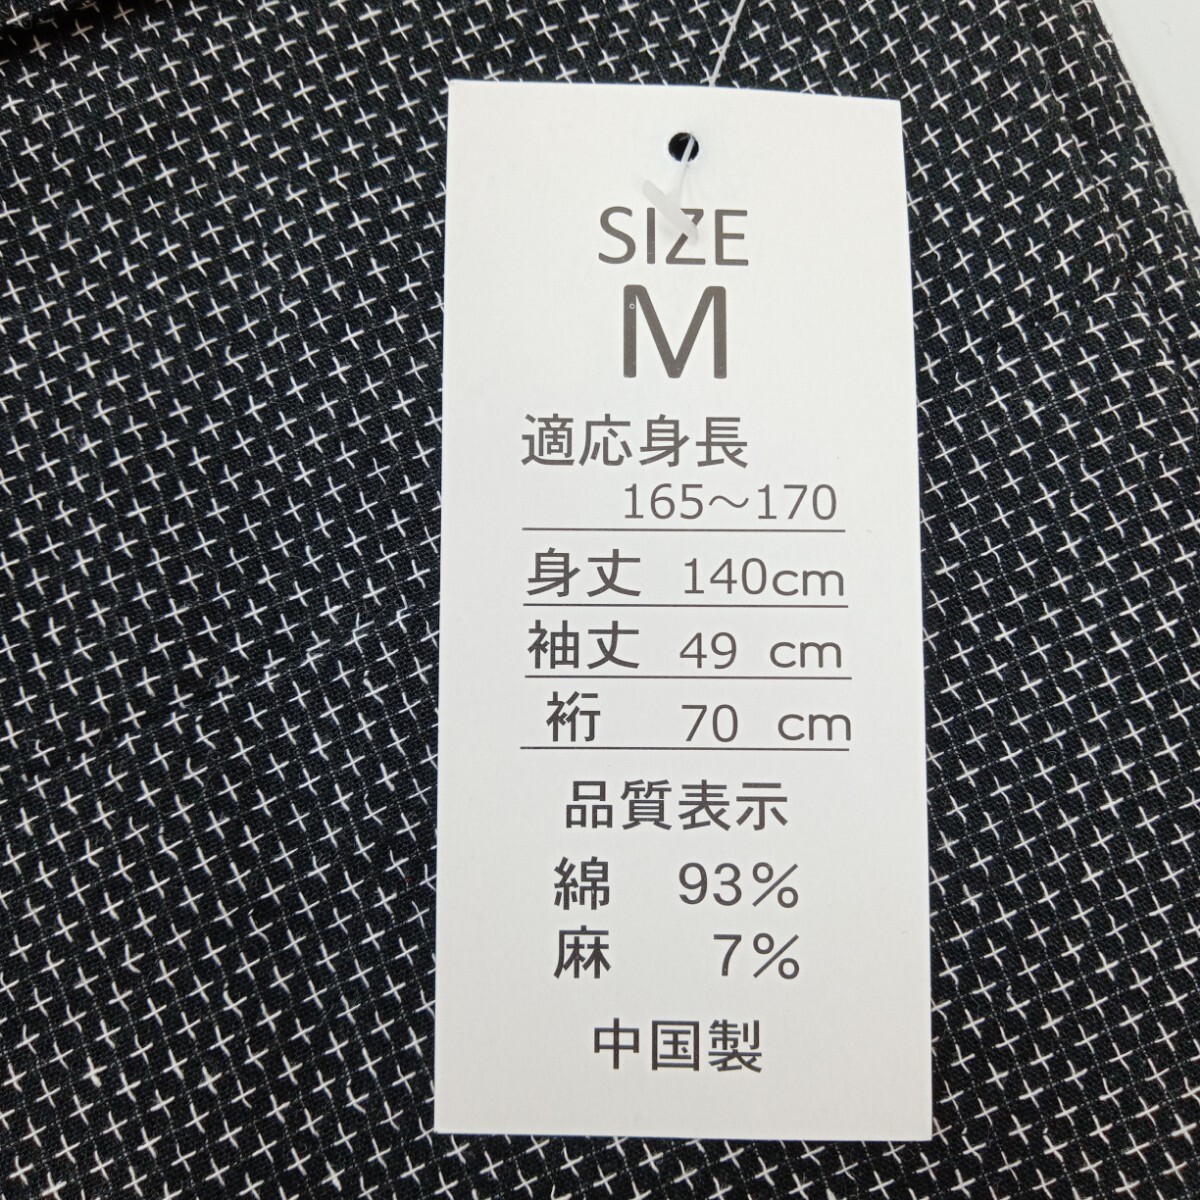 SIZE
M
適応身長
165～170
身丈 140cm
袖丈 49 cm
裄 70 cm
品質表示
綿 93%
麻 7%
中国製